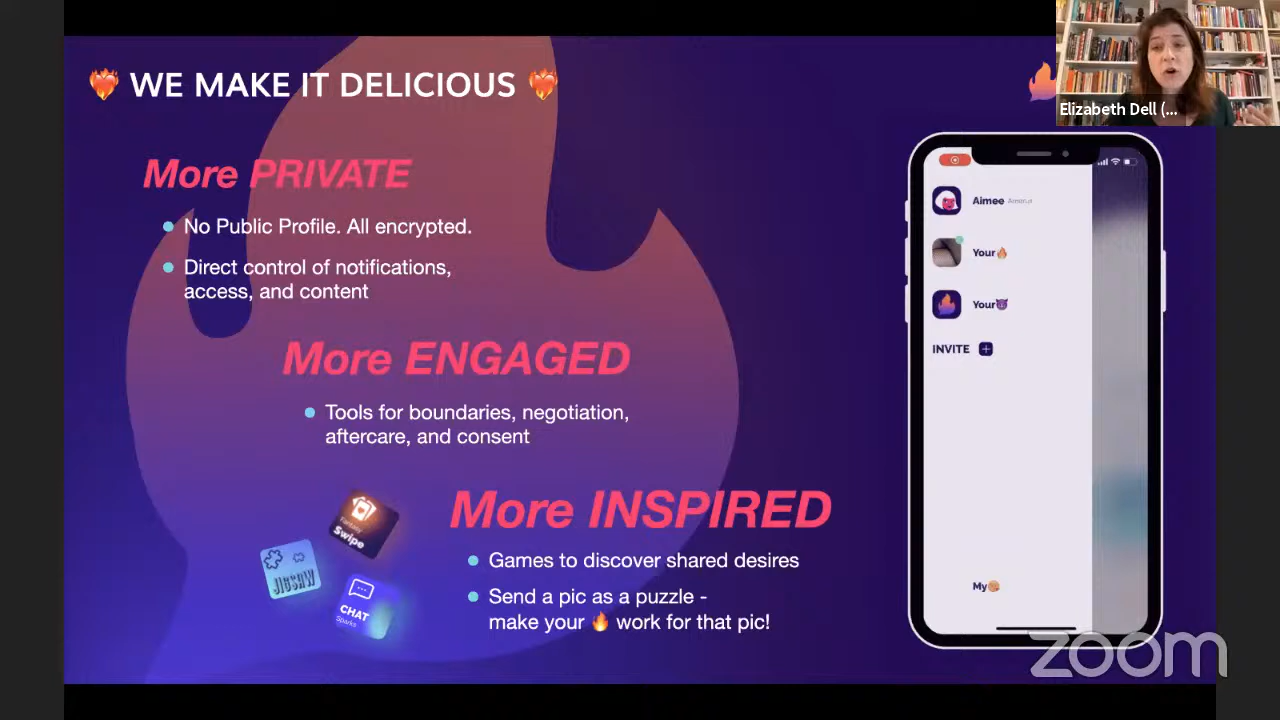 WE MAKE IT DELICIOUS
Elizabeth Dell (...
More PRIVATE
No Public Profile. All encrypted.
Direct control of notifications,
access, and content
More ENGAGED
Tools for boundaries, negotiation,
aftercare, and consent
Fantasy
Swipe
JIGSAW
CHAT
Sparks
More INSPIRED
Games to discover shared desires
Send a pic as a puzzle -
make your 🔥 work for that pic!
Aimee
Your🔥
Your😈
INVITE +
My
zoom